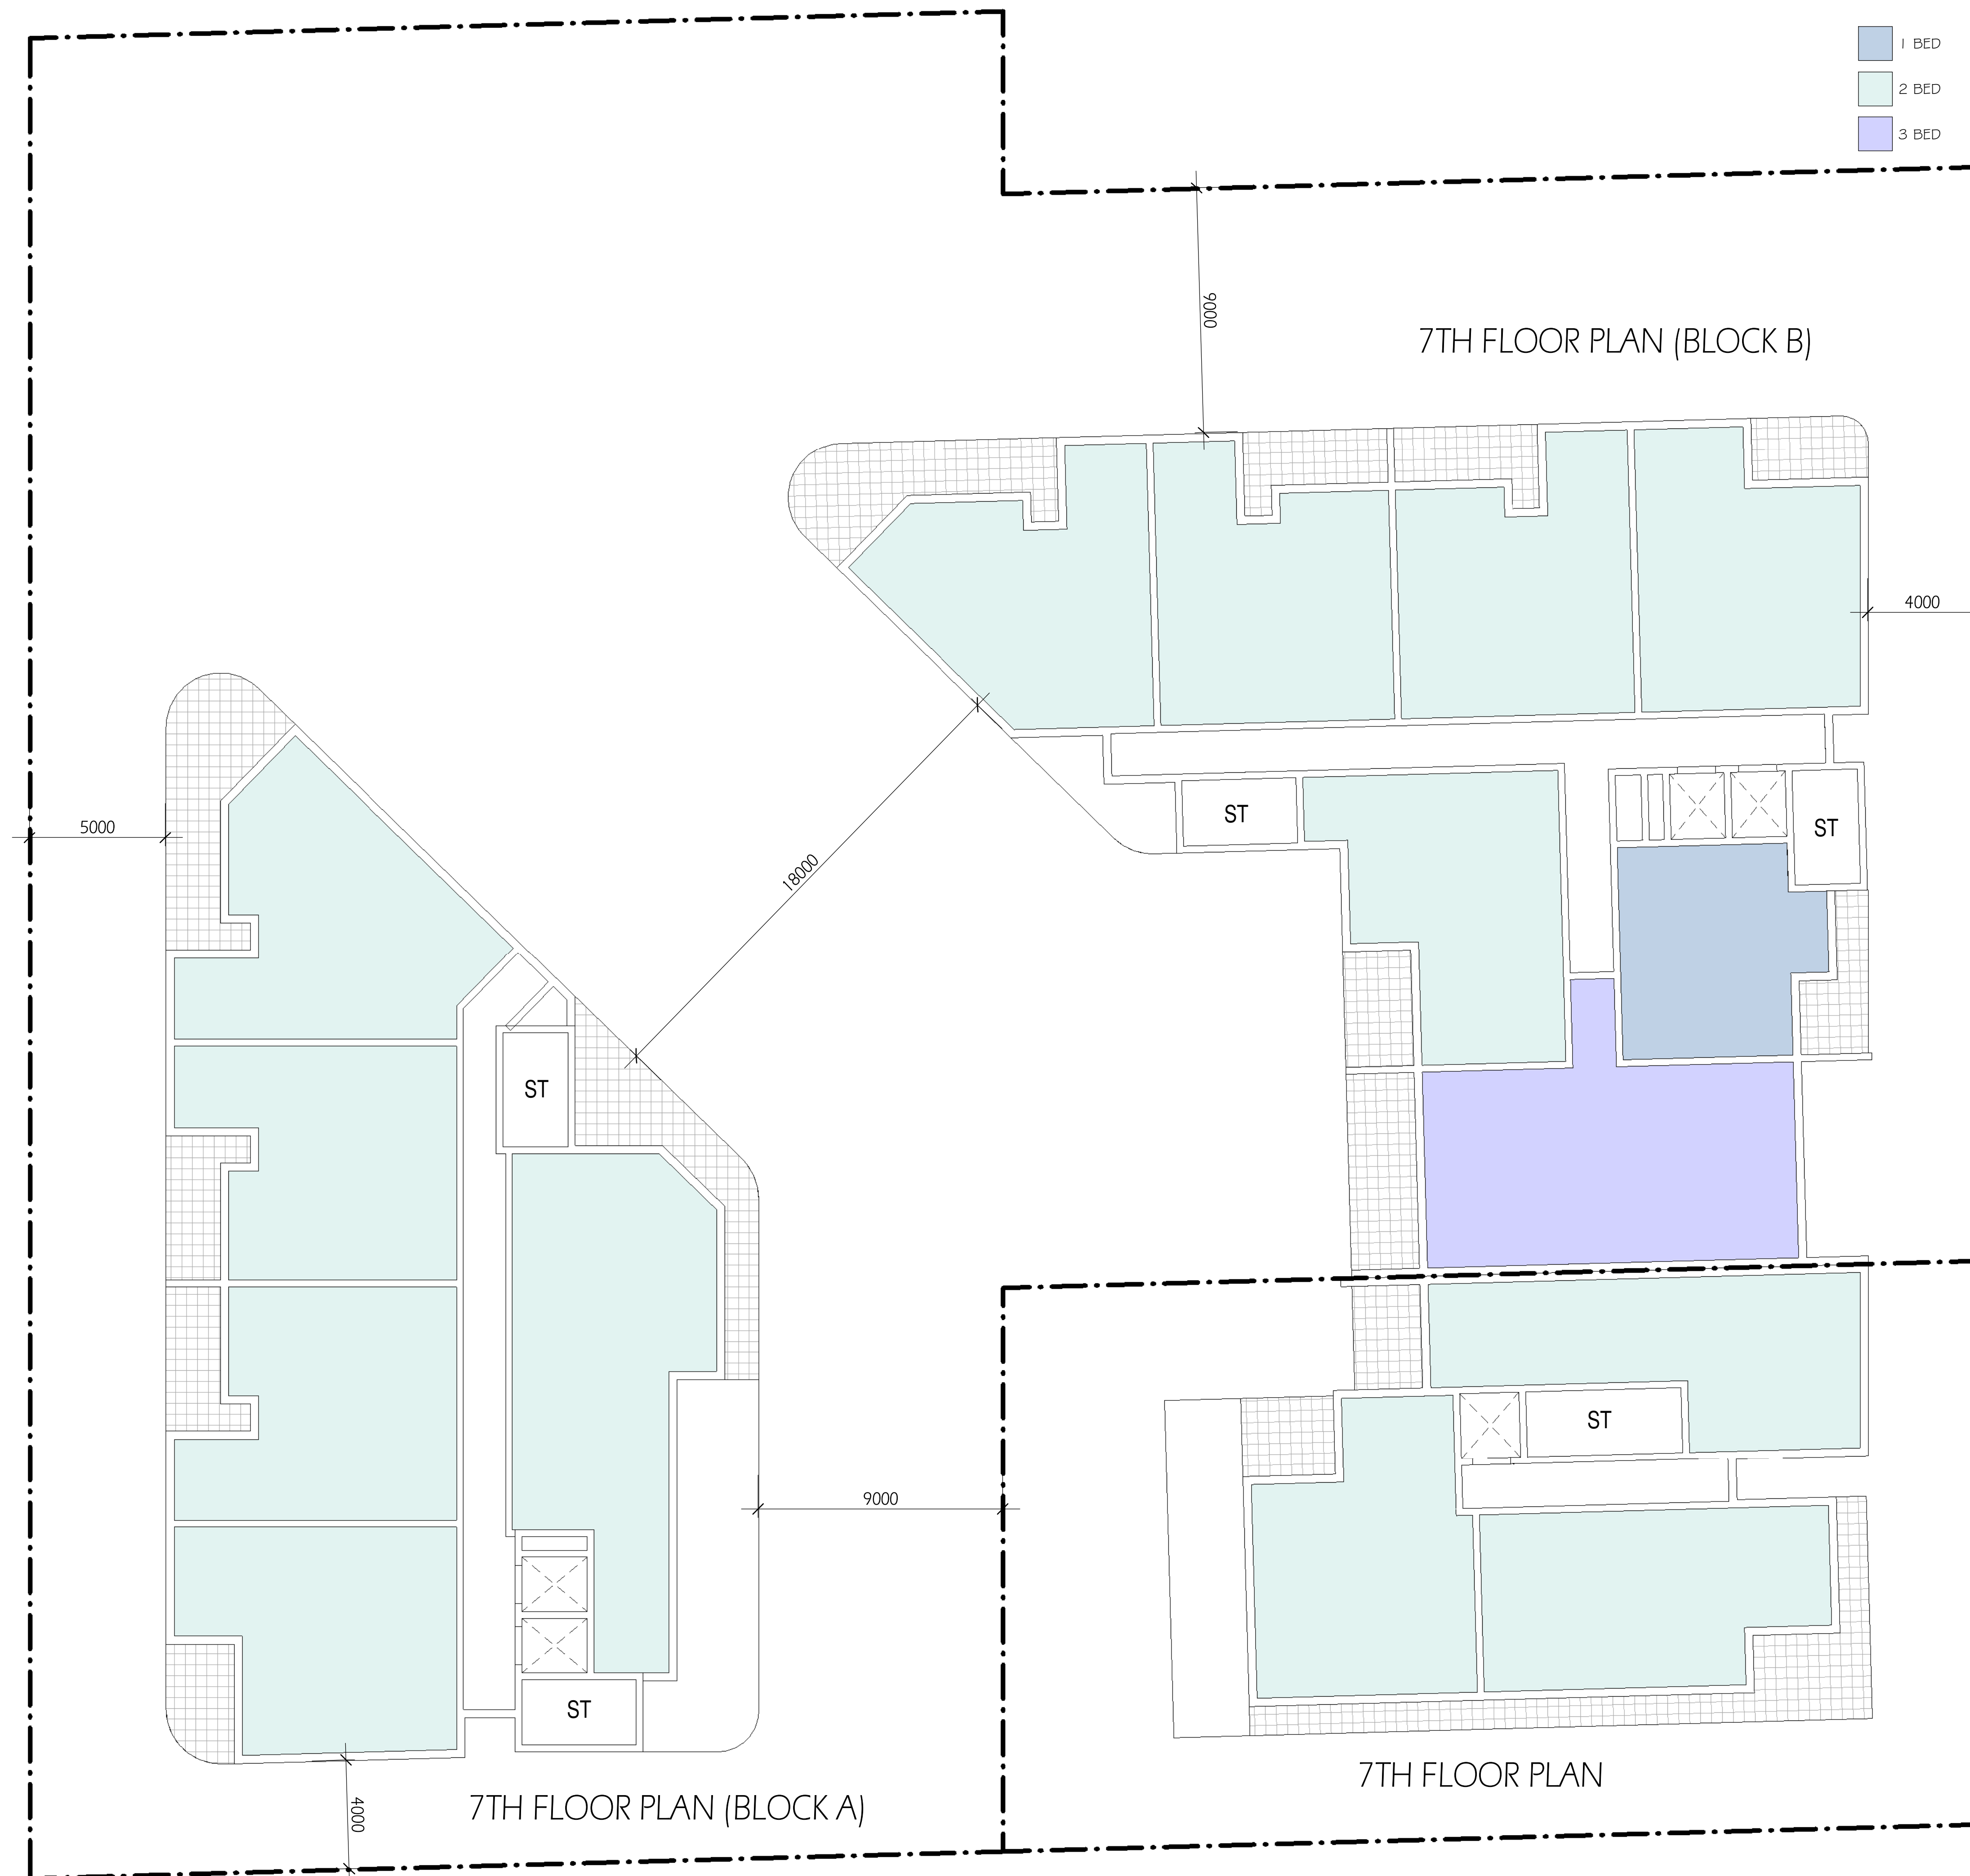 1 BED
2 BED
3 BED
9000
7TH FLOOR PLAN (BLOCK B)
4000
ST
ST
5000
18000
ST
ST
9000
ST
7TH FLOOR PLAN
7TH FLOOR PLAN (BLOCK A)
4000